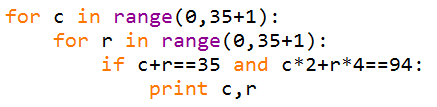 for c in range(0,35+1):
    for r in range(0,35+1):
        if c+r==35 and c*2+r*4==94:
            print c,r